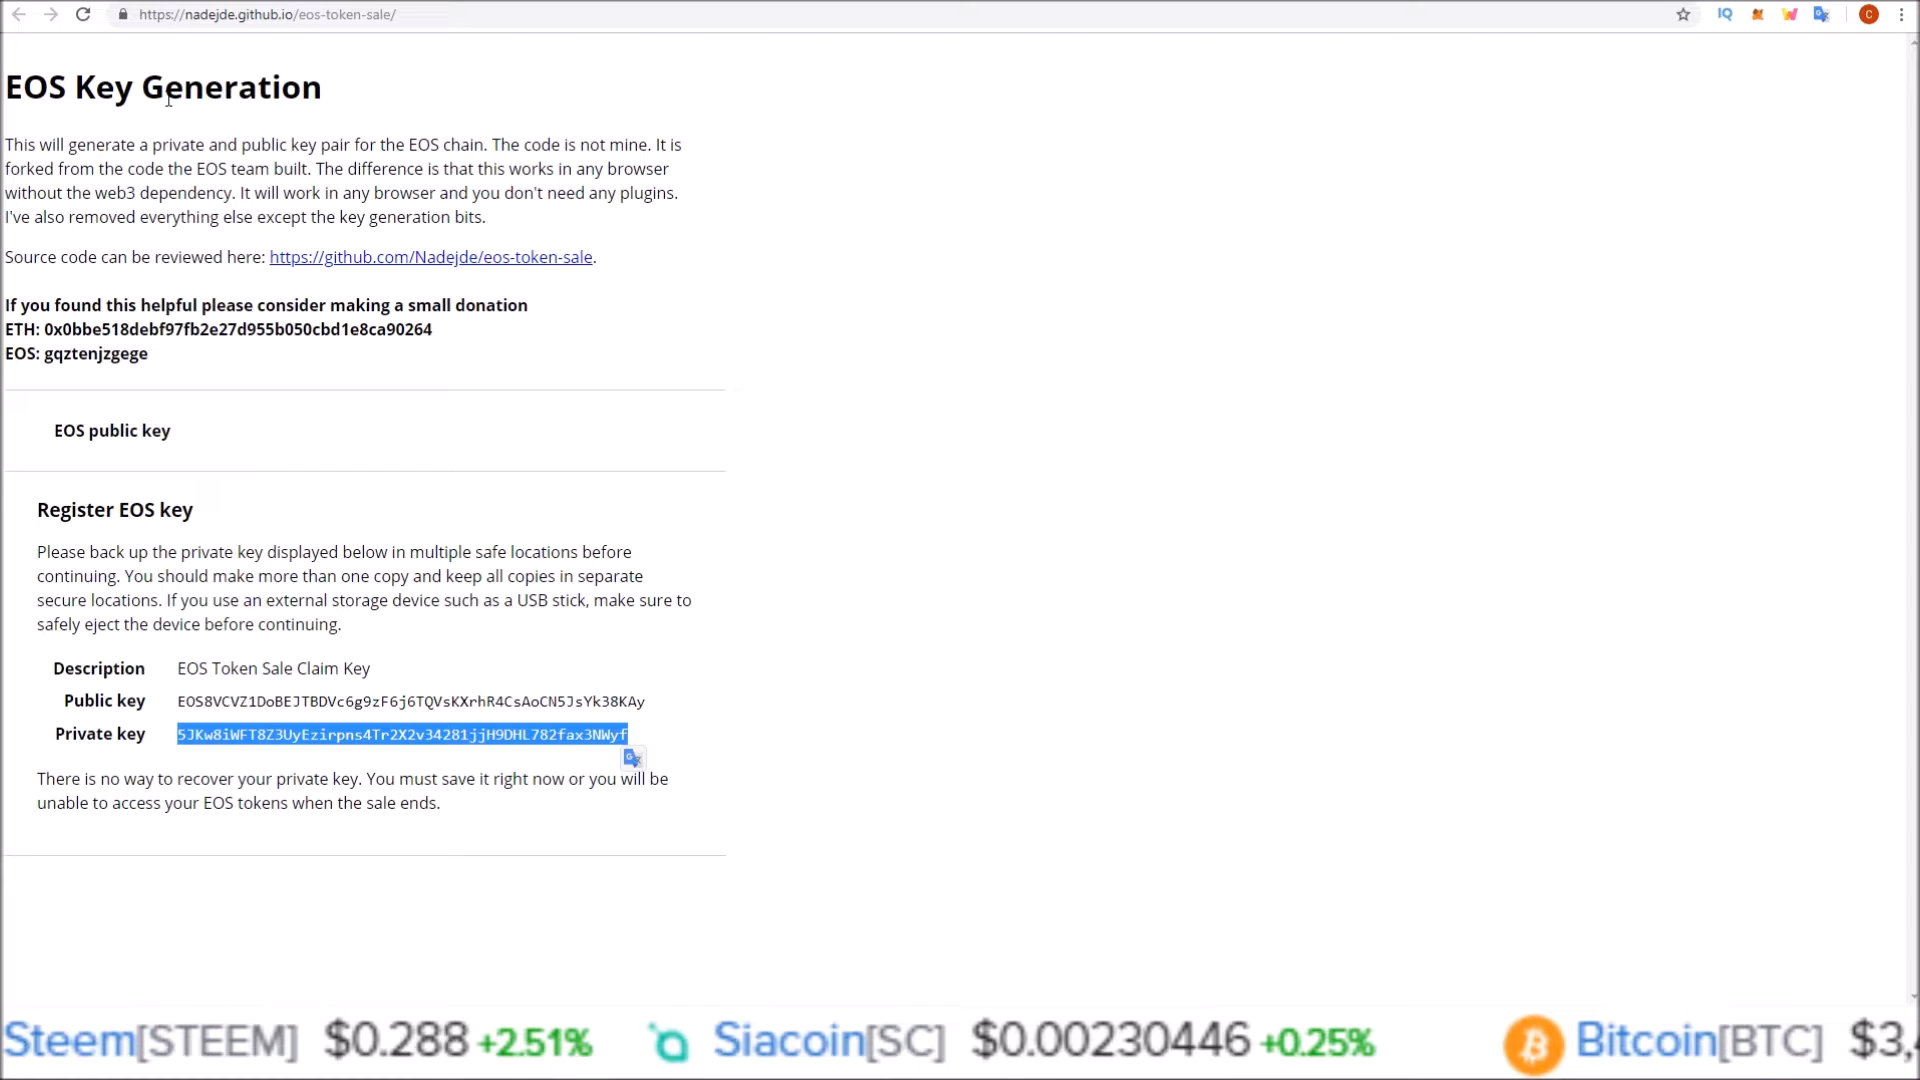 https://nadejde.github.io/eos-token-sale/
IQ
C
EOS Key Generation
This will generate a private and public key pair for the EOS chain. The code is not mine. It is
forked from the code the EOS team built. The difference is that this works in any browser
without the web3 dependency. It will work in any browser and you don't need any plugins.
I've also removed everything else except the key generation bits.
Source code can be reviewed here: https://github.com/Nadejde/eos-token-sale.
If you found this helpful please consider making a small donation
ETH: 0x0bbe518debf97fb2e27d955b050cbd1e8ca90264
EOS: gqztenjzgege
EOS public key
Register EOS key
Please back up the private key displayed below in multiple safe locations before
continuing. You should make more than one copy and keep all copies in separate
secure locations. If you use an external storage device such as a USB stick, make sure to
safely eject the device before continuing.
Description EOS Token Sale Claim Key
Public key EOS8VCVZ1DoBEJTBDVc6g9zF6j6TQVsKXrhR4CsAoCN5JsYk38KAy
Private key 5JKw8iWFT8Z3UyEzirpns4Tr2X2v34281jjH9DHL782fax3NWyf
There is no way to recover your private key. You must save it right now or you will be
unable to access your EOS tokens when the sale ends.
Steem[STEEM] $0.288 +2.51% Siacoin[SC] $0.00230446 +0.25% Bitcoin[BTC] $3,